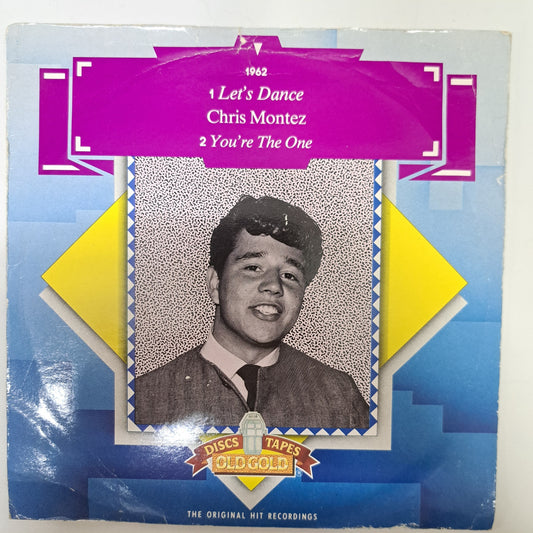 1962
1 Let's Dance
Chris Montez
2 You're The One
DISCS TAPES
OLD GOLD
THE ORIGINAL HIT RECORDINGS